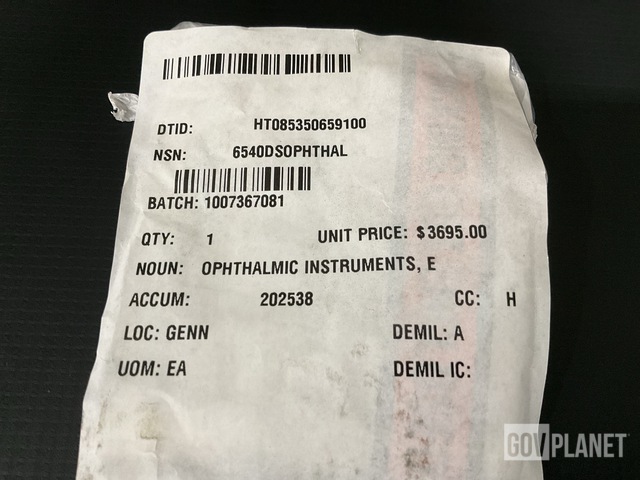 DTID: HT085350659100
NSN: 6540DSOPHTHAL
BATCH: 1007367081
QTY: 1 UNIT PRICE: $3695.00
NOUN: OPHTHALMIC INSTRUMENTS, E
ACCUM: 202538 CC: H
LOC: GENN DEMIL: A
UOM: EA DEMIL IC:
GOVPLANET